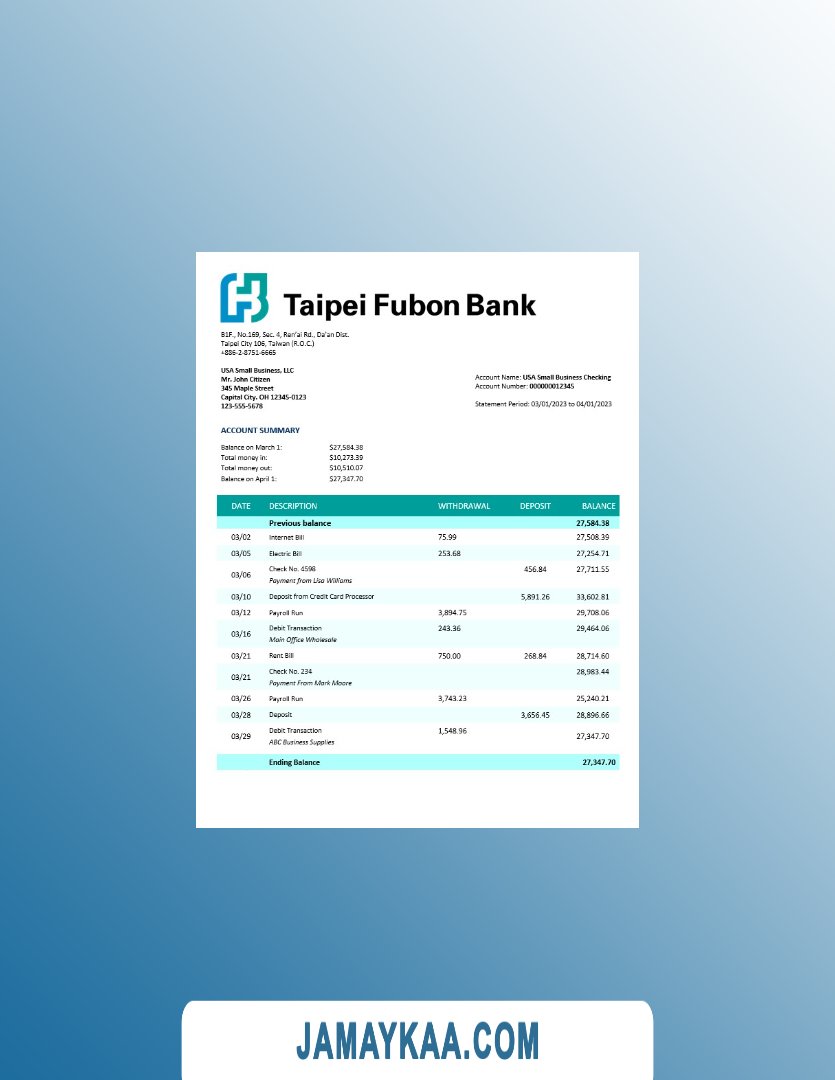 Taipei Fubon Bank
B1F., No.169, Sec. 4, Ren'ai Rd., Da'an Dist.
Taipei City 106, Taiwan (R.O.C.)
+886-2-8751-6665
USA Small Business, LLC
Mr. John Citizen
345 Maple Street
Capital City, OH 12345-0123
123-555-5678
Account Name: USA Small Business Checking
Account Number: 000000012345
Statement Period: 03/01/2023 to 04/01/2023
ACCOUNT SUMMARY
Balance on March 1: $27,584.38
Total money in: $10,273.39
Total money out: $10,510.07
Balance on April 1: $27,347.70
DATE DESCRIPTION WITHDRAWAL DEPOSIT BALANCE
Previous balance 27,584.38
03/02 Internet Bill 75.99 27,508.39
03/05 Electric Bill 253.68 27,254.71
03/06 Check No. 4598 456.84 27,711.55
Payment from Lisa Williams
03/10 Deposit from Credit Card Processor 5,891.26 33,602.81
03/12 Payroll Run 3,894.75 29,708.06
03/16 Debit Transaction 243.36 29,464.06
Main Office Wholesale
03/21 Rent Bill 750.00 268.84 28,714.60
03/21 Check No. 234 28,983.44
Payment From Mark Moore
03/26 Payroll Run 3,743.23 25,240.21
03/28 Deposit 3,656.45 28,896.66
03/29 Debit Transaction 1,548.96 27,347.70
ABC Business Supplies
Ending Balance 27,347.70
JAMAYKAA.COM